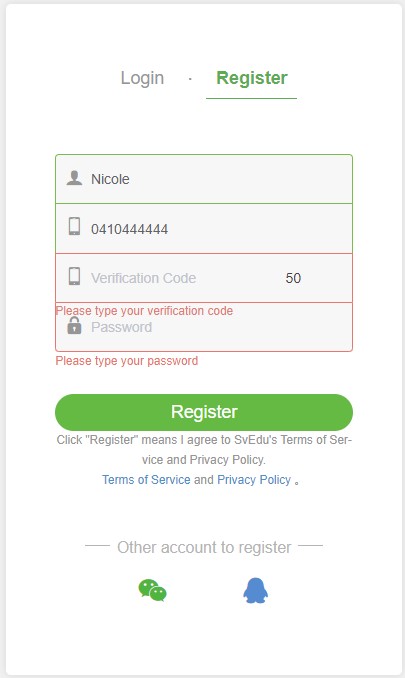 Login · Register
Nicole
0410444444
Verification Code 50
Please type your verification code
Password
Please type your password
Register
Click "Register" means I agree to SvEdu's Terms of Ser-
vice and Privacy Policy.
Terms of Service and Privacy Policy 。
Other account to register